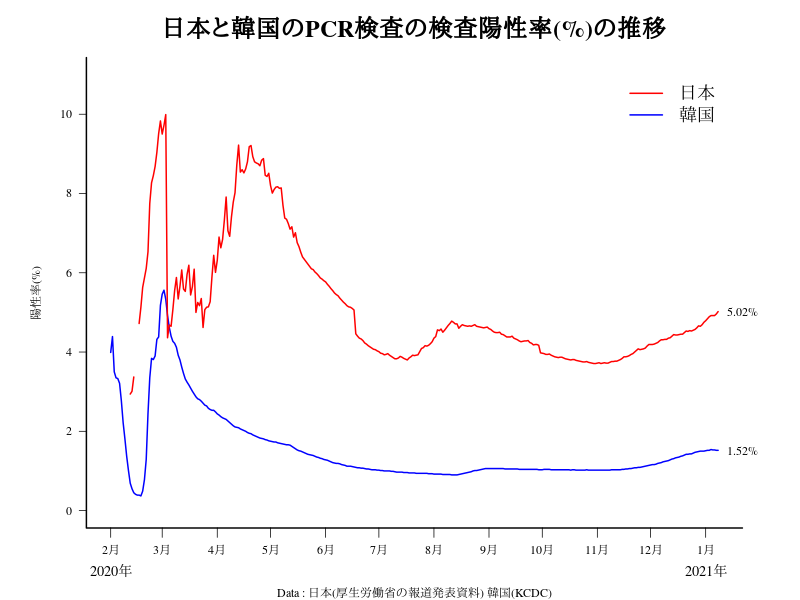 日本と韓国のPCR検査の検査陽性率(%)の推移
日本
韓国
陽性率(%)
10
8
6
4
2
0
5.02%
1.52%
2月 3月 4月 5月 6月 7月 8月 9月 10月 11月 12月 1月
2020年 2021年
Data : 日本(厚生労働省の報道発表資料) 韓国(KCDC)